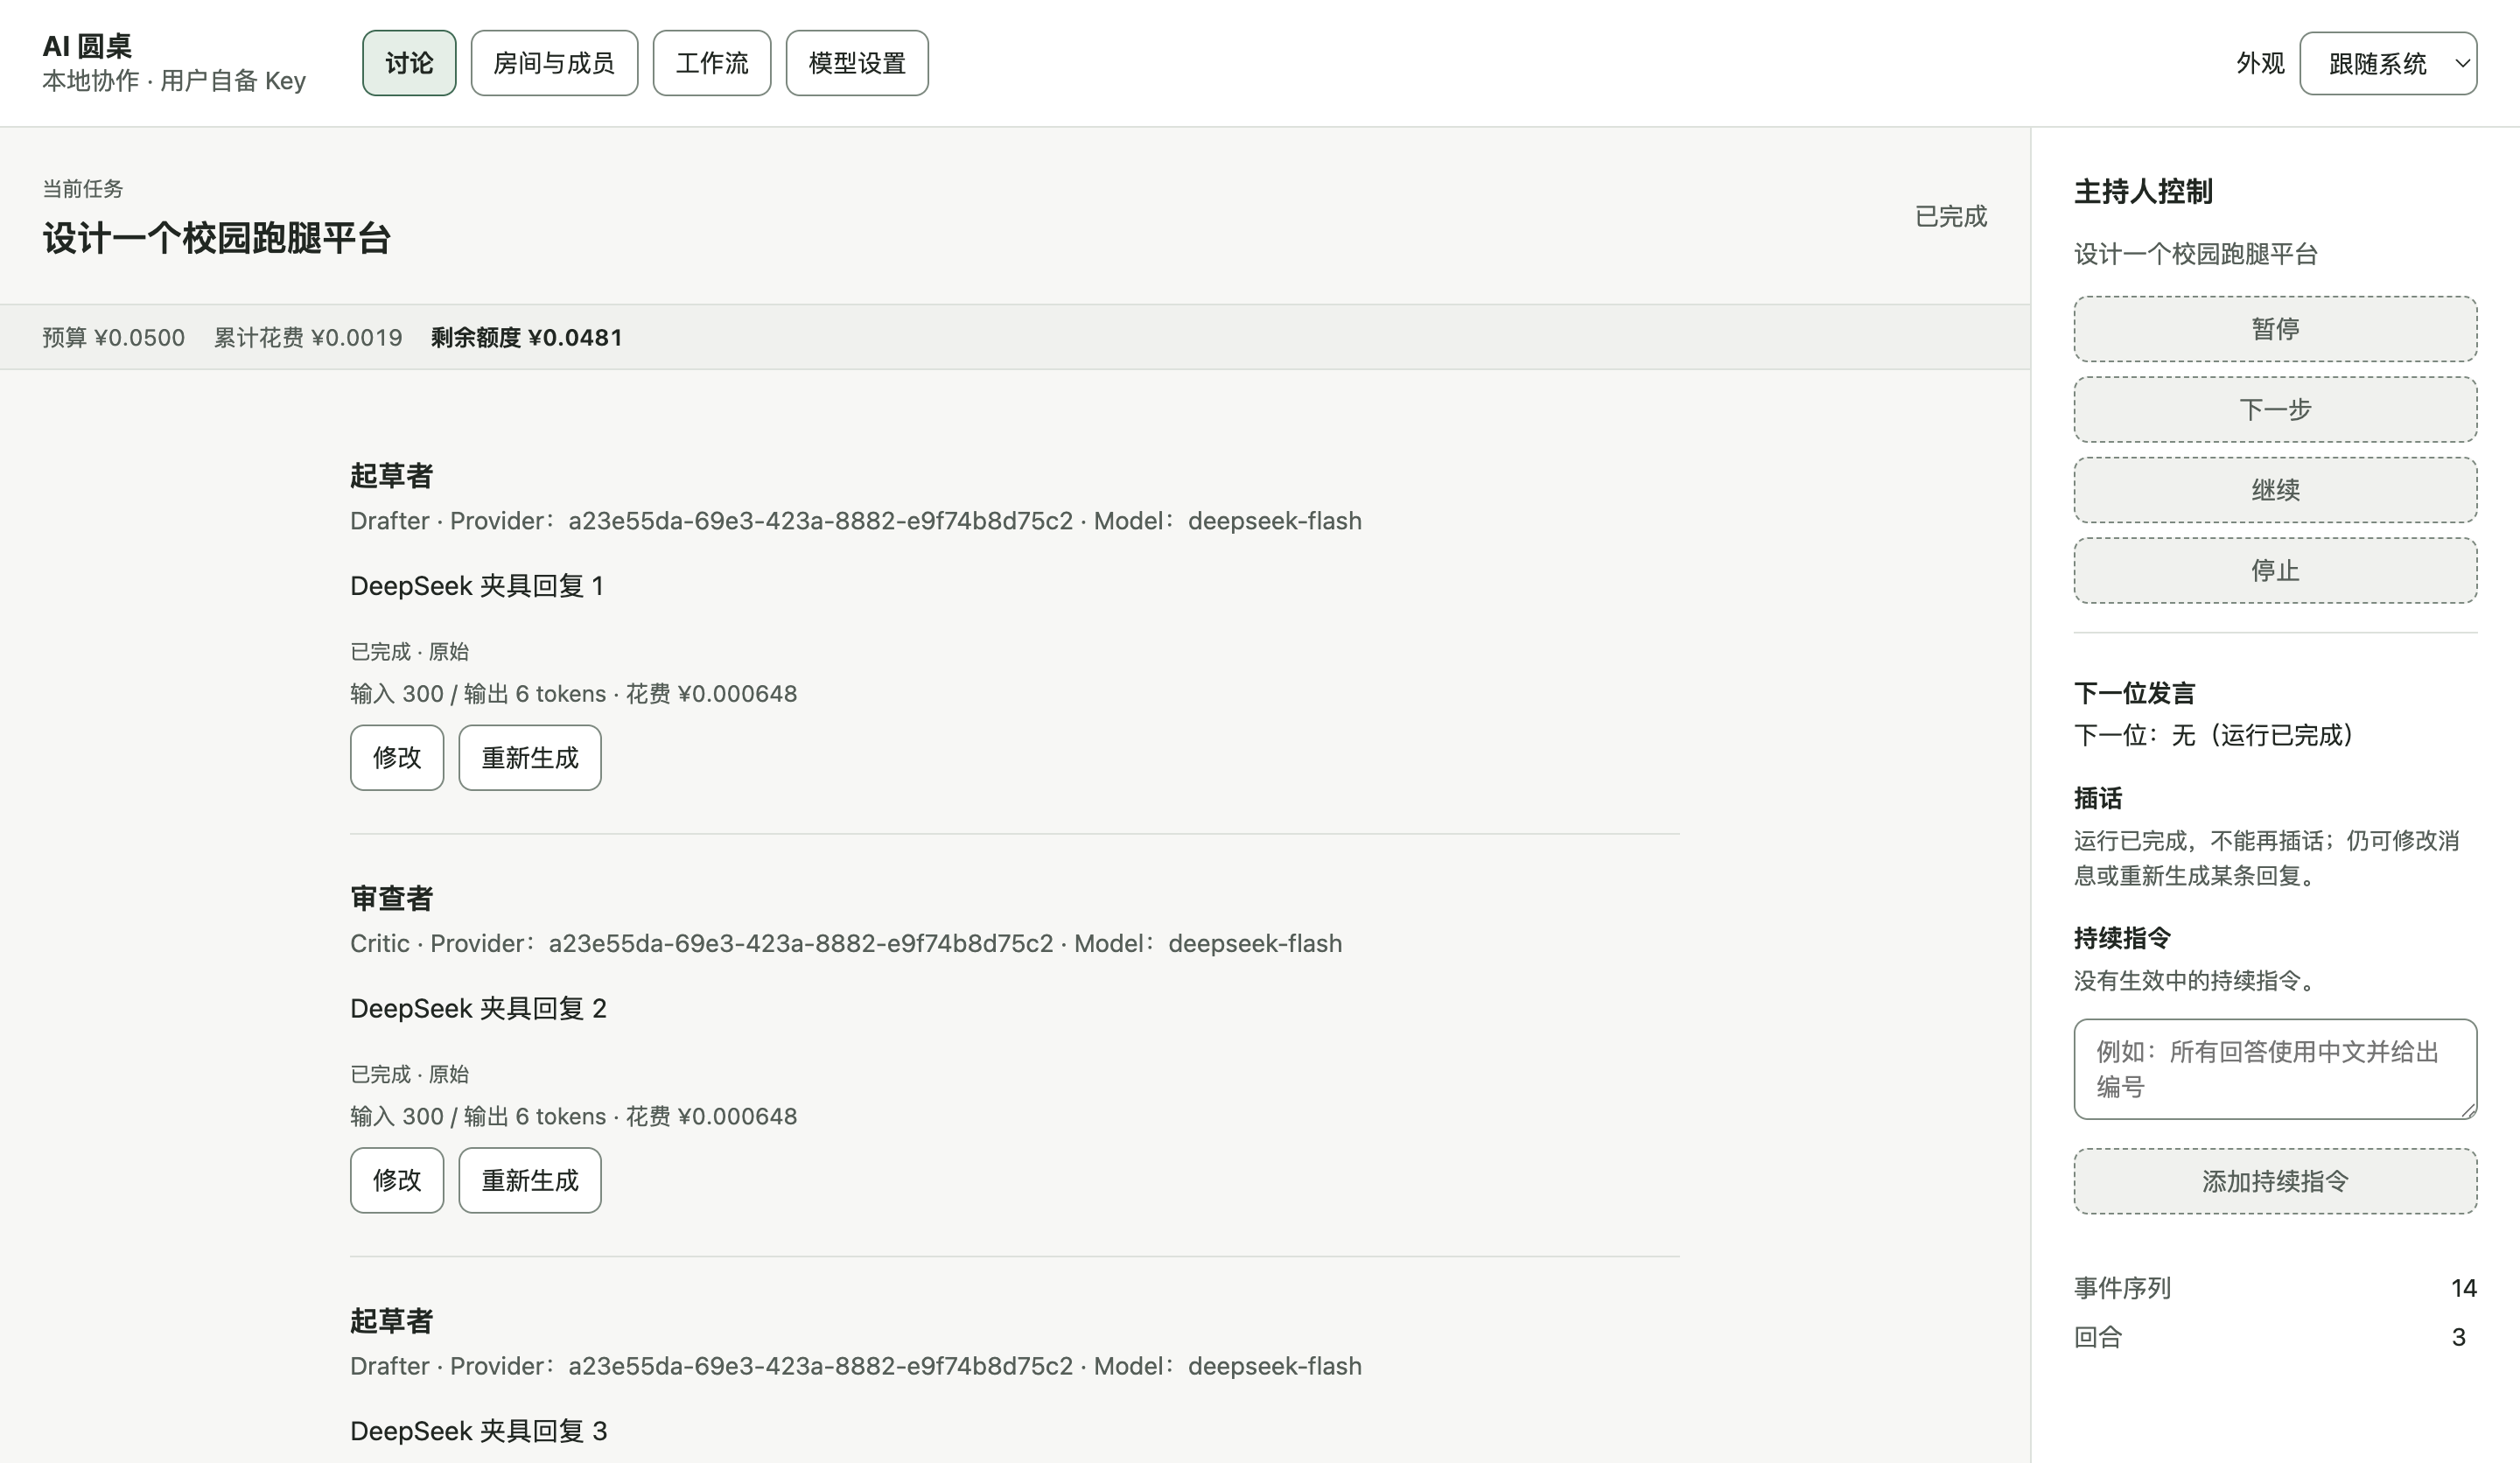 AI 圆桌
本地协作 · 用户自备 Key
讨论
房间与成员
工作流
模型设置
外观
跟随系统
当前任务
设计一个校园跑腿平台
已完成
预算 ¥0.0500 累计花费 ¥0.0019 剩余额度 ¥0.0481
起草者
Drafter · Provider：a23e55da-69e3-423a-8882-e9f74b8d75c2 · Model：deepseek-flash
DeepSeek 夹具回复 1
已完成 · 原始
输入 300 / 输出 6 tokens · 花费 ¥0.000648
修改
重新生成
审查者
Critic · Provider：a23e55da-69e3-423a-8882-e9f74b8d75c2 · Model：deepseek-flash
DeepSeek 夹具回复 2
已完成 · 原始
输入 300 / 输出 6 tokens · 花费 ¥0.000648
修改
重新生成
起草者
Drafter · Provider：a23e55da-69e3-423a-8882-e9f74b8d75c2 · Model：deepseek-flash
DeepSeek 夹具回复 3
主持人控制
设计一个校园跑腿平台
暂停
下一步
继续
停止
下一位发言
下一位：无（运行已完成）
插话
运行已完成，不能再插话；仍可修改消
息或重新生成某条回复。
持续指令
没有生效中的持续指令。
例如：所有回答使用中文并给出
编号
添加持续指令
事件序列 14
回合 3